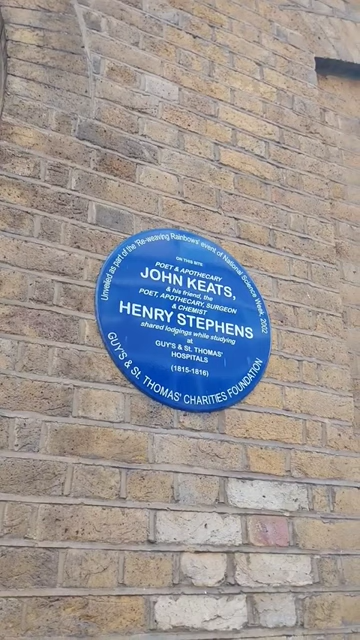 Unveiled as part of the 'Re-weaving Rainbows' event of National Science Week, 2002
ON THIS SITE
POET & APOTHECARY
JOHN KEATS,
& his friend, the
POET, APOTHECARY, SURGEON
& CHEMIST
HENRY STEPHENS
shared lodgings while studying
at
GUY'S & St. THOMAS'
HOSPITALS
(1815-1816)
GUY'S & St. THOMAS' CHARITIES FOUNDATION